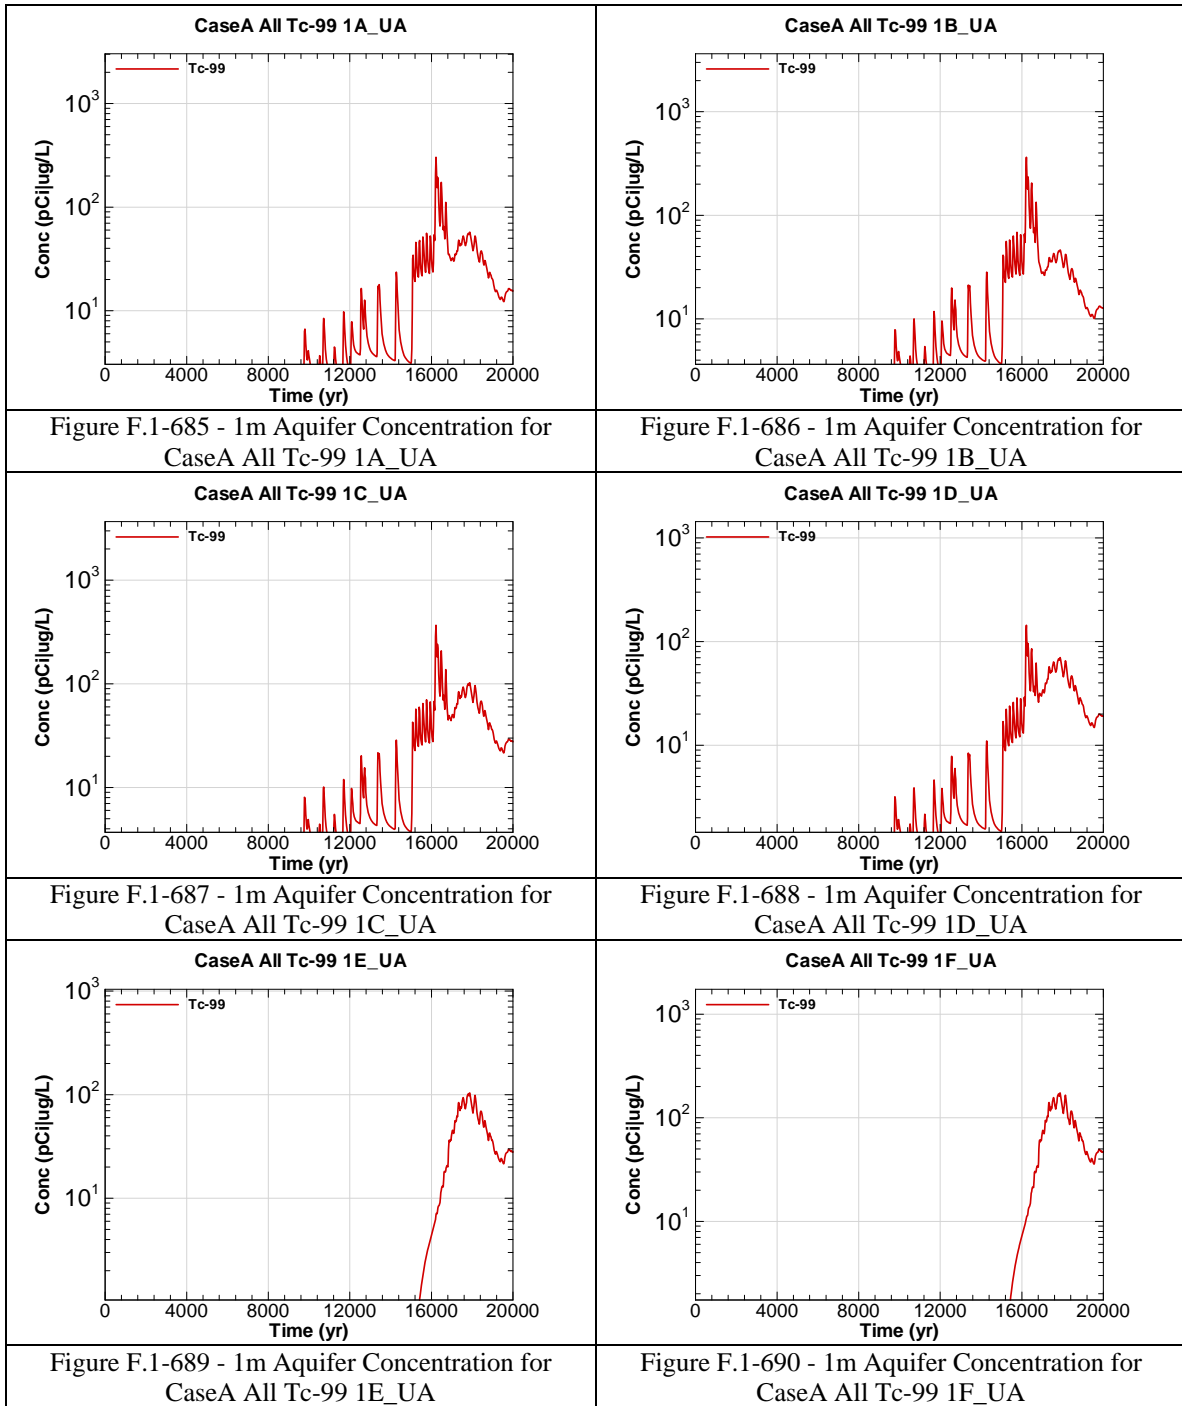 CaseA All Tc-99 1A_UA
Tc-99
10³
10²
10¹
Conc (pCi|ug/L)
0 4000 8000 12000 16000 20000
Time (yr)
Figure F.1-685 - 1m Aquifer Concentration for
CaseA All Tc-99 1A_UA
CaseA All Tc-99 1B_UA
Tc-99
10³
10²
10¹
Conc (pCi|ug/L)
0 4000 8000 12000 16000 20000
Time (yr)
Figure F.1-686 - 1m Aquifer Concentration for
CaseA All Tc-99 1B_UA
CaseA All Tc-99 1C_UA
Tc-99
10³
10²
10¹
Conc (pCi|ug/L)
0 4000 8000 12000 16000 20000
Time (yr)
Figure F.1-687 - 1m Aquifer Concentration for
CaseA All Tc-99 1C_UA
CaseA All Tc-99 1D_UA
Tc-99
10³
10²
10¹
Conc (pCi|ug/L)
0 4000 8000 12000 16000 20000
Time (yr)
Figure F.1-688 - 1m Aquifer Concentration for
CaseA All Tc-99 1D_UA
CaseA All Tc-99 1E_UA
Tc-99
10³
10²
10¹
Conc (pCi|ug/L)
0 4000 8000 12000 16000 20000
Time (yr)
Figure F.1-689 - 1m Aquifer Concentration for
CaseA All Tc-99 1E_UA
CaseA All Tc-99 1F_UA
Tc-99
10³
10²
10¹
Conc (pCi|ug/L)
0 4000 8000 12000 16000 20000
Time (yr)
Figure F.1-690 - 1m Aquifer Concentration for
CaseA All Tc-99 1F_UA